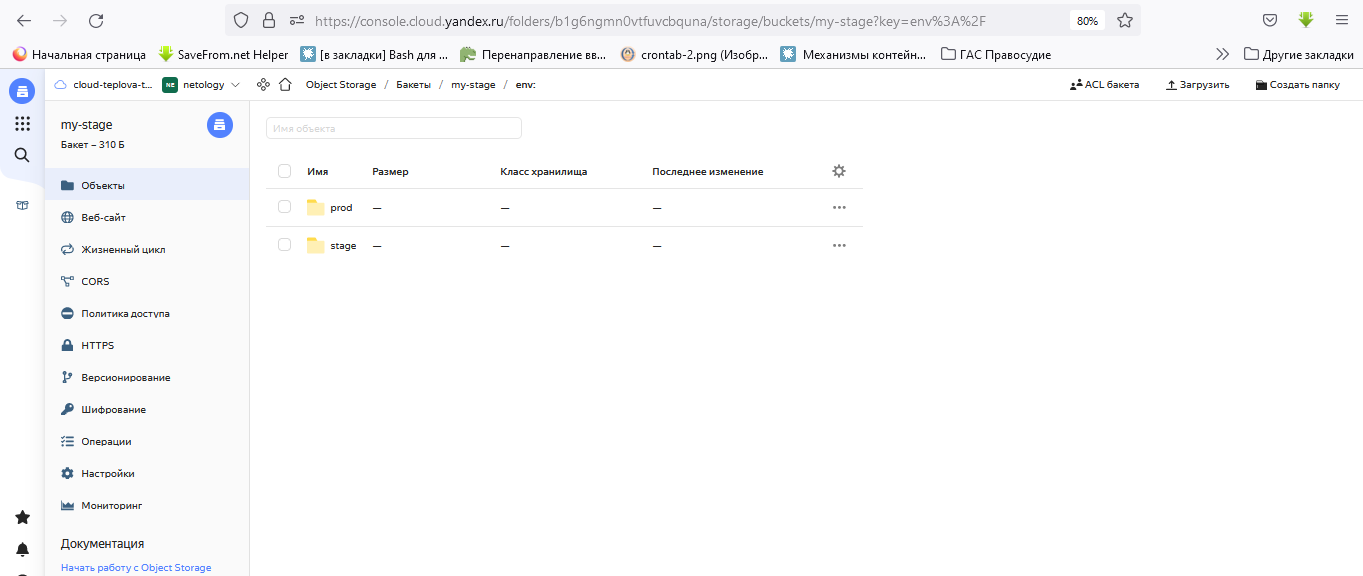 https://console.cloud.yandex.ru/folders/b1g6ngmn0vtfuvcbquna/storage/buckets/my-stage?key=env%3A%2F
80%
Начальная страница
SaveFrom.net Helper
[в закладки] Bash для ...
Перенаправление вв...
crontab-2.png (Изобр...
Механизмы контейн...
ГАС Правосудие
Другие закладки
cloud-teplova-t...
NE
netology
Object Storage / Бакеты / my-stage / env:
ACL бакета
Загрузить
Создать папку
my-stage
Бакет – 310 Б
Объекты
Веб-сайт
Жизненный цикл
CORS
Политика доступа
HTTPS
Версионирование
Шифрование
Операции
Настройки
Мониторинг
Документация
Начать работу с Object Storage
Имя объекта
Имя Размер Класс хранилища Последнее изменение
prod — — —
stage — — —